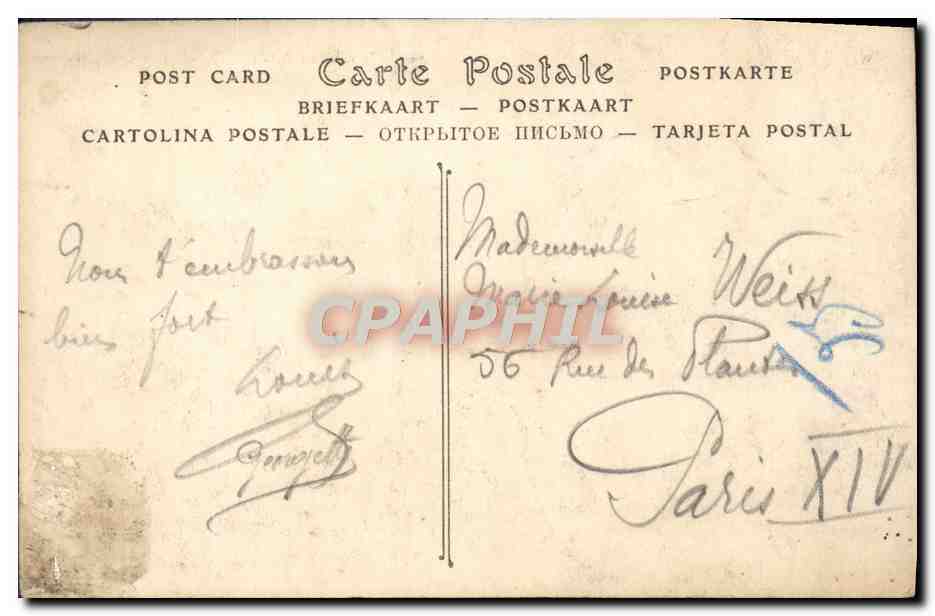 POST CARD Carte Postale POSTKARTE
BRIEFKAART — POSTKAART
CARTOLINA POSTALE — ОТКРЫТОЕ ПИСЬМО — TARJETA POSTAL
Nous t'embrassons
bien fort
Georgette
Mademoiselle
Marie Louise Weiss
56 Rue des Plantes
Paris XIV
CPAPHIL